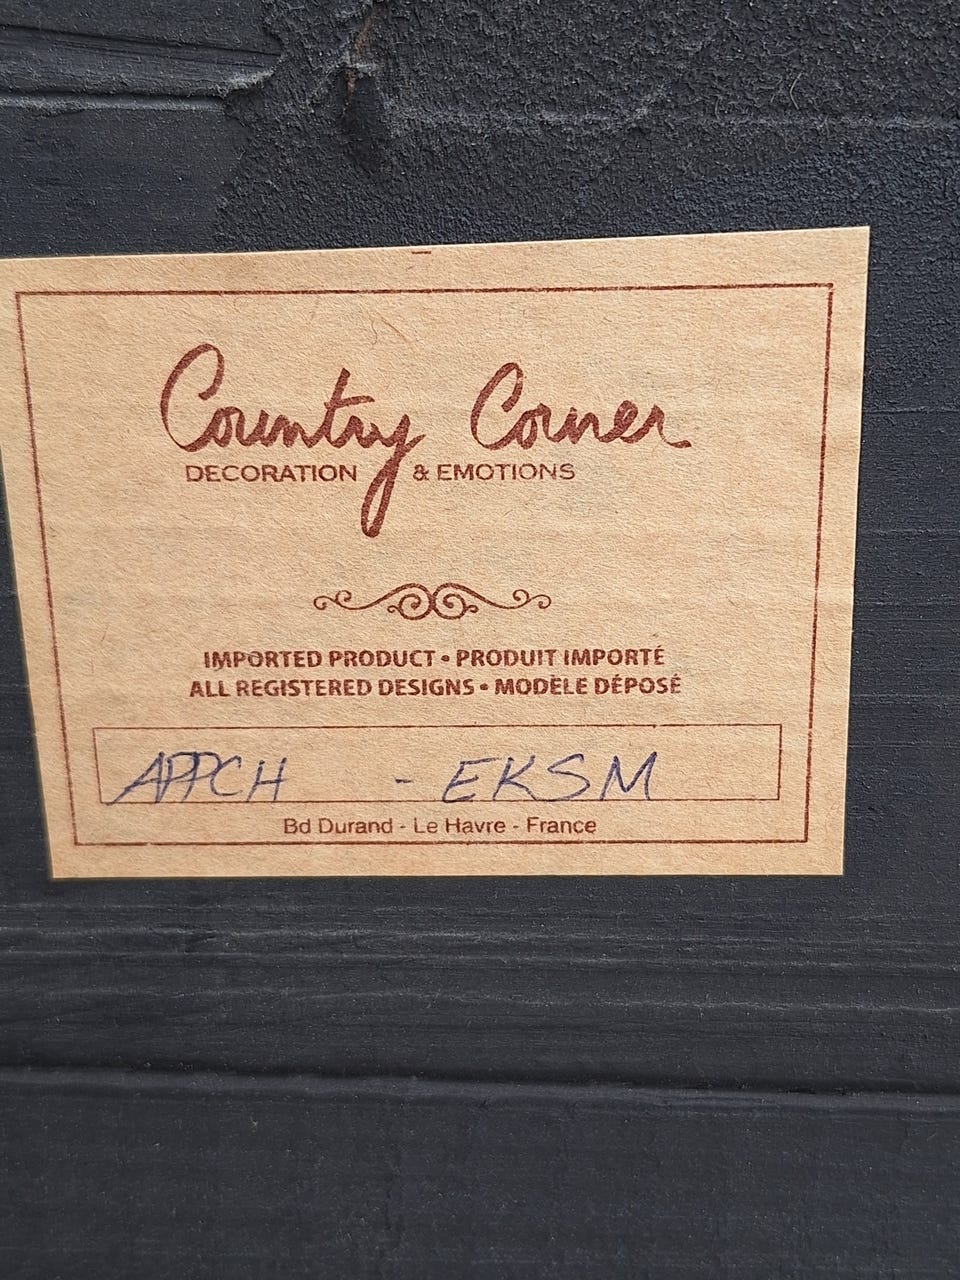 Country Corner
DECORATION & EMOTIONS
IMPORTED PRODUCT • PRODUIT IMPORTÉ
ALL REGISTERED DESIGNS • MODÈLE DÉPOSÉ
APPCH - EKSM
Bd Durand - Le Havre - France